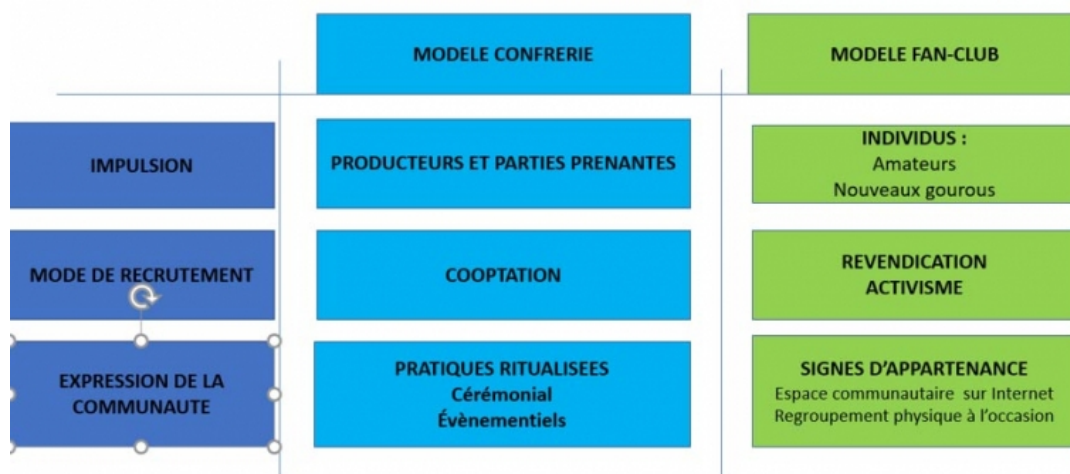 MODELE CONFRERIE
MODELE FAN-CLUB
IMPULSION
PRODUCTEURS ET PARTIES PRENANTES
INDIVIDUS :
Amateurs
Nouveaux gourous
MODE DE RECRUTEMENT
COOPTATION
REVENDICATION
ACTIVISME
EXPRESSION DE LA
COMMUNAUTE
PRATIQUES RITUALISEES
Cérémonial
Évènementiels
SIGNES D'APPARTENANCE
Espace communautaire sur Internet
Regroupement physique à l'occasion